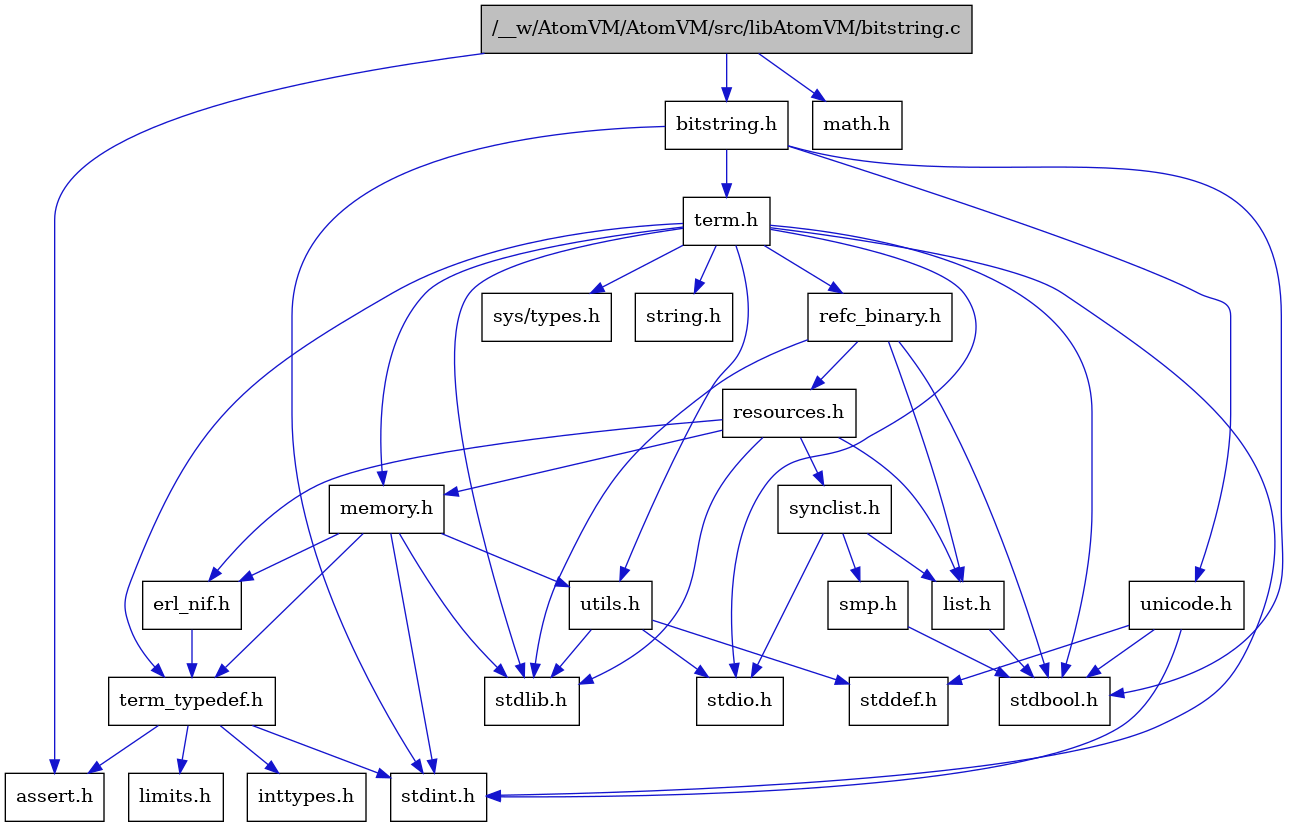 /__w/AtomVM/AtomVM/src/libAtomVM/bitstring.c
bitstring.h
math.h
term.h
sys/types.h
string.h
refc_binary.h
resources.h
memory.h
synclist.h
erl_nif.h
utils.h
smp.h
list.h
unicode.h
term_typedef.h
stdlib.h
stdio.h
stddef.h
stdbool.h
assert.h
limits.h
inttypes.h
stdint.h